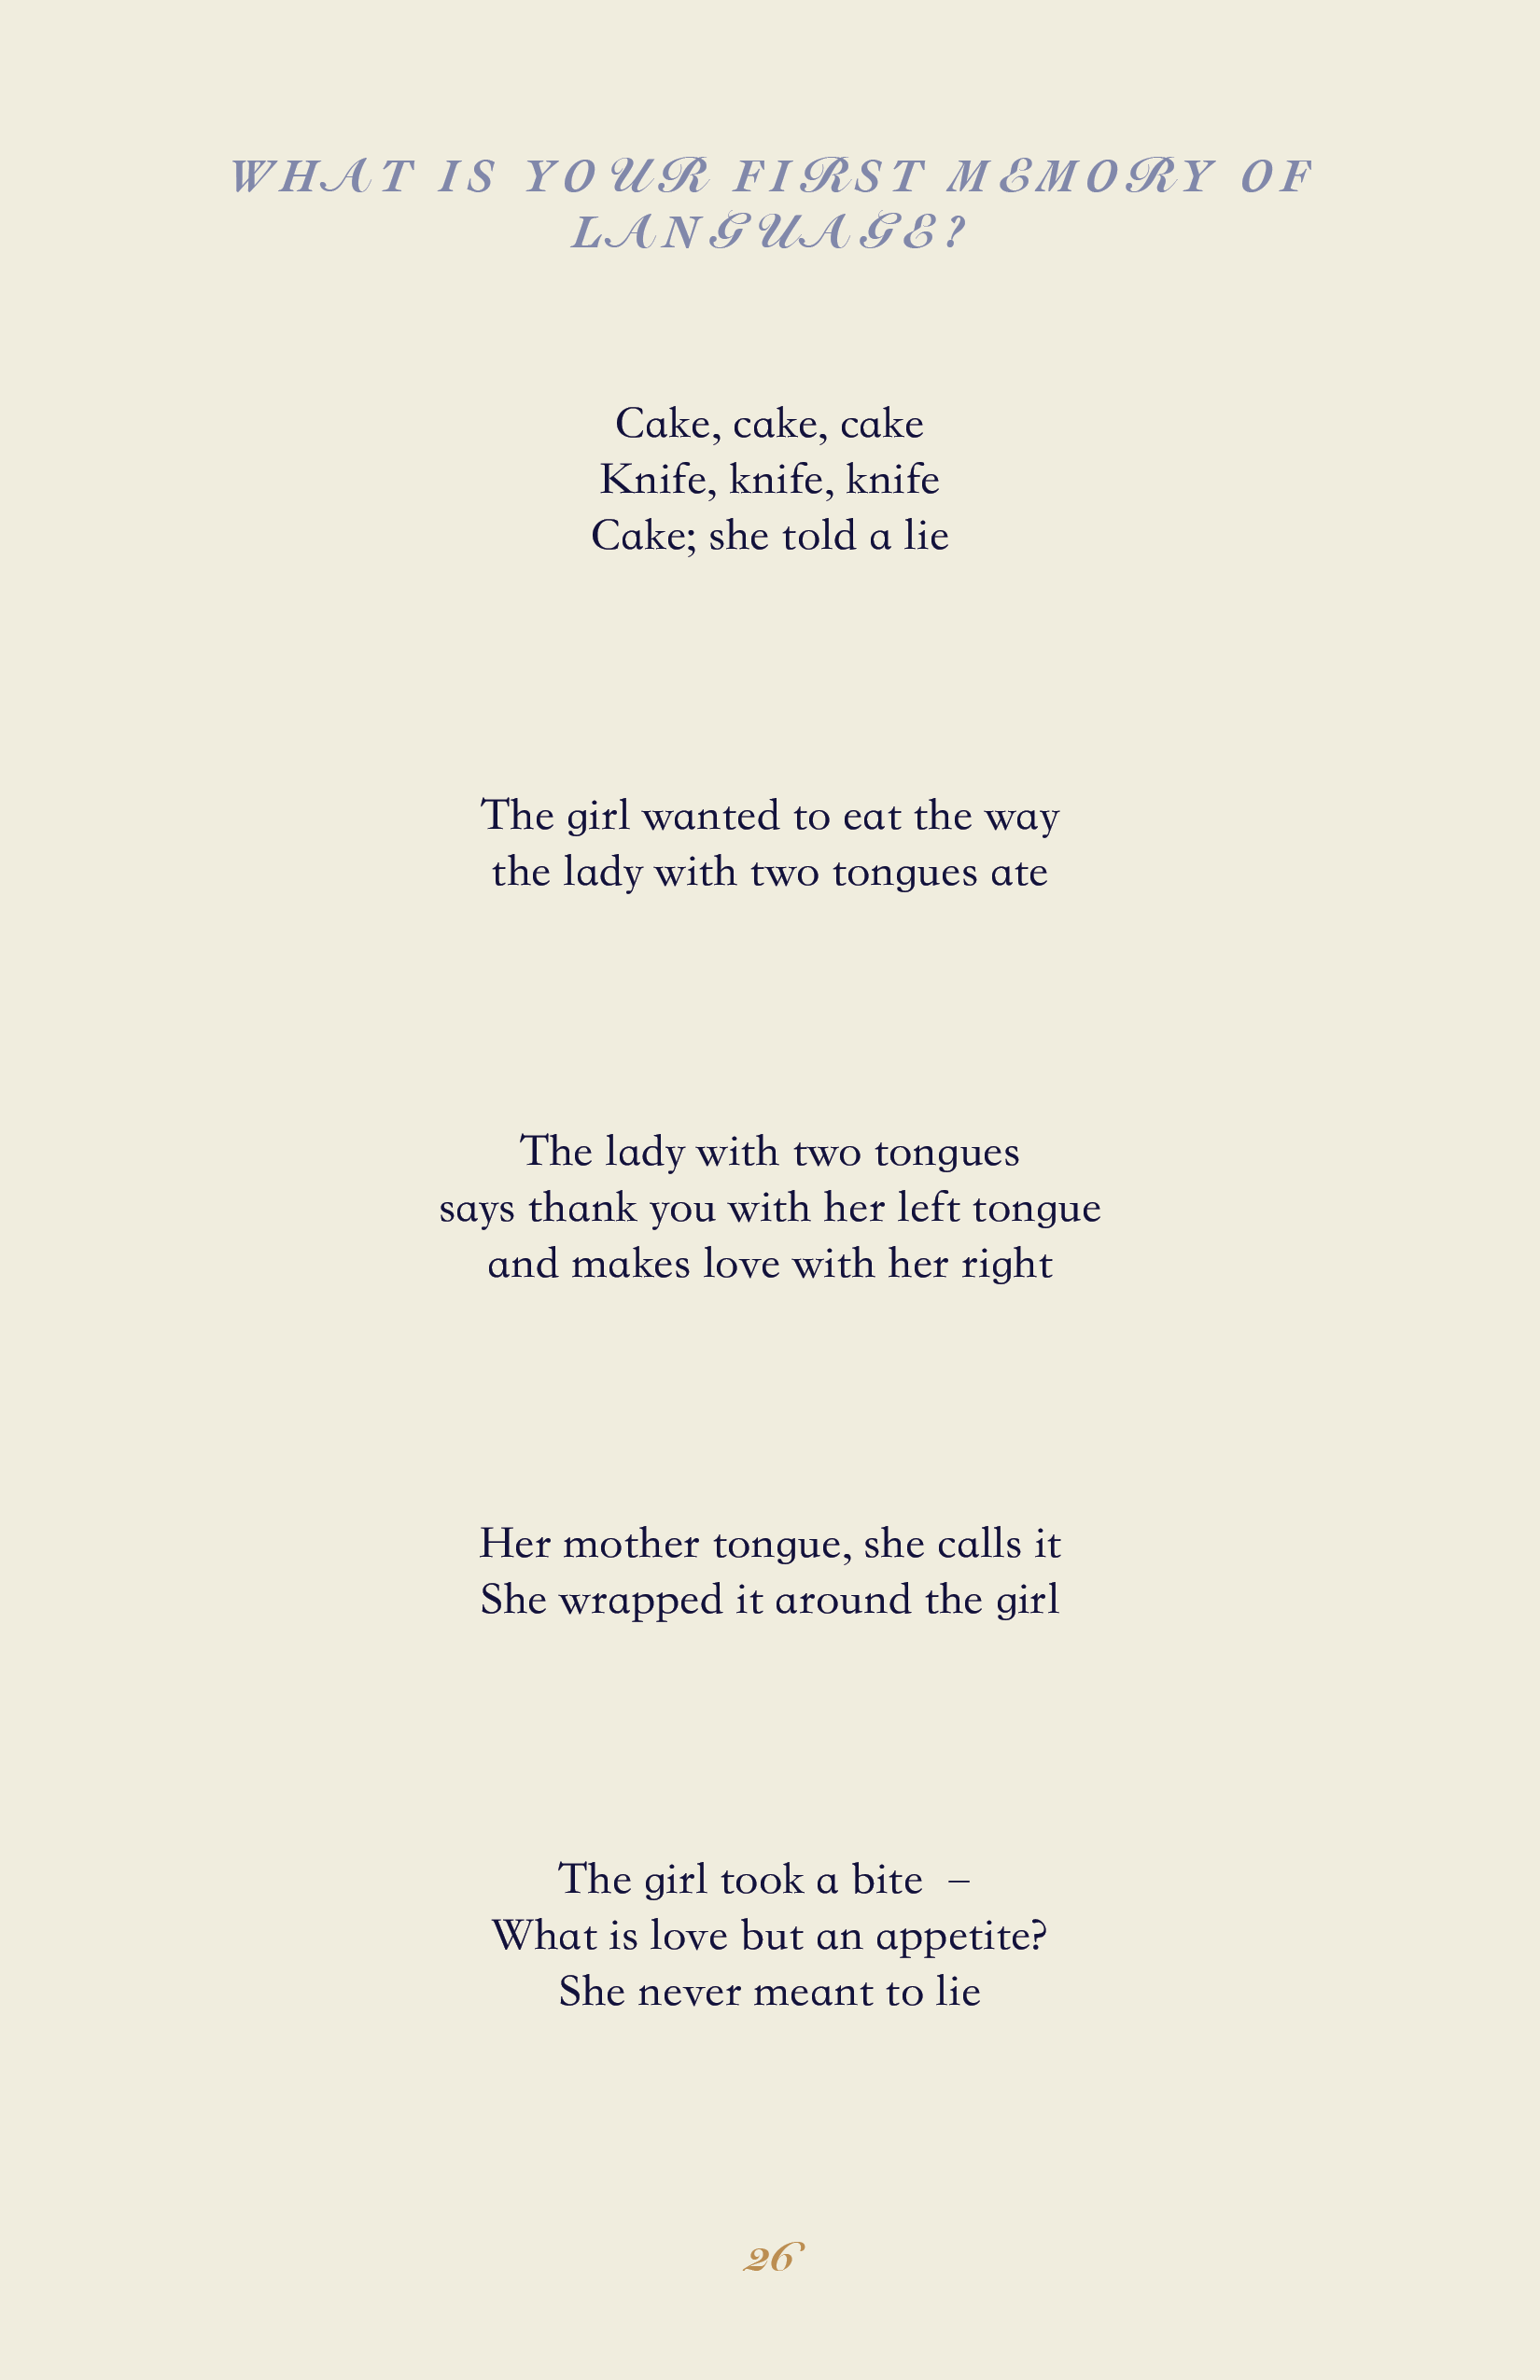 WHAT IS YOUR FIRST MEMORY OF
LANGUAGE?
Cake, cake, cake
Knife, knife, knife
Cake; she told a lie
The girl wanted to eat the way
the lady with two tongues ate
The lady with two tongues
says thank you with her left tongue
and makes love with her right
Her mother tongue, she calls it
She wrapped it around the girl
The girl took a bite –
What is love but an appetite?
She never meant to lie
26